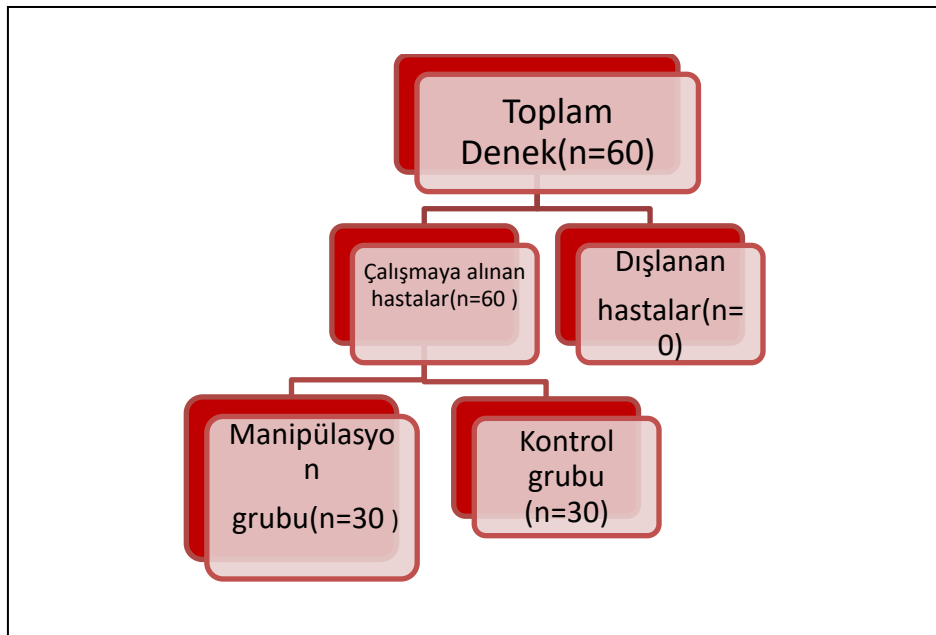 Toplam
Denek(n=60)
Çalışmaya alınan
hastalar(n=60 )
Dışlanan
hastalar(n=
0)
Manipülasyo
n
grubu(n=30 )
Kontrol
grubu
(n=30)